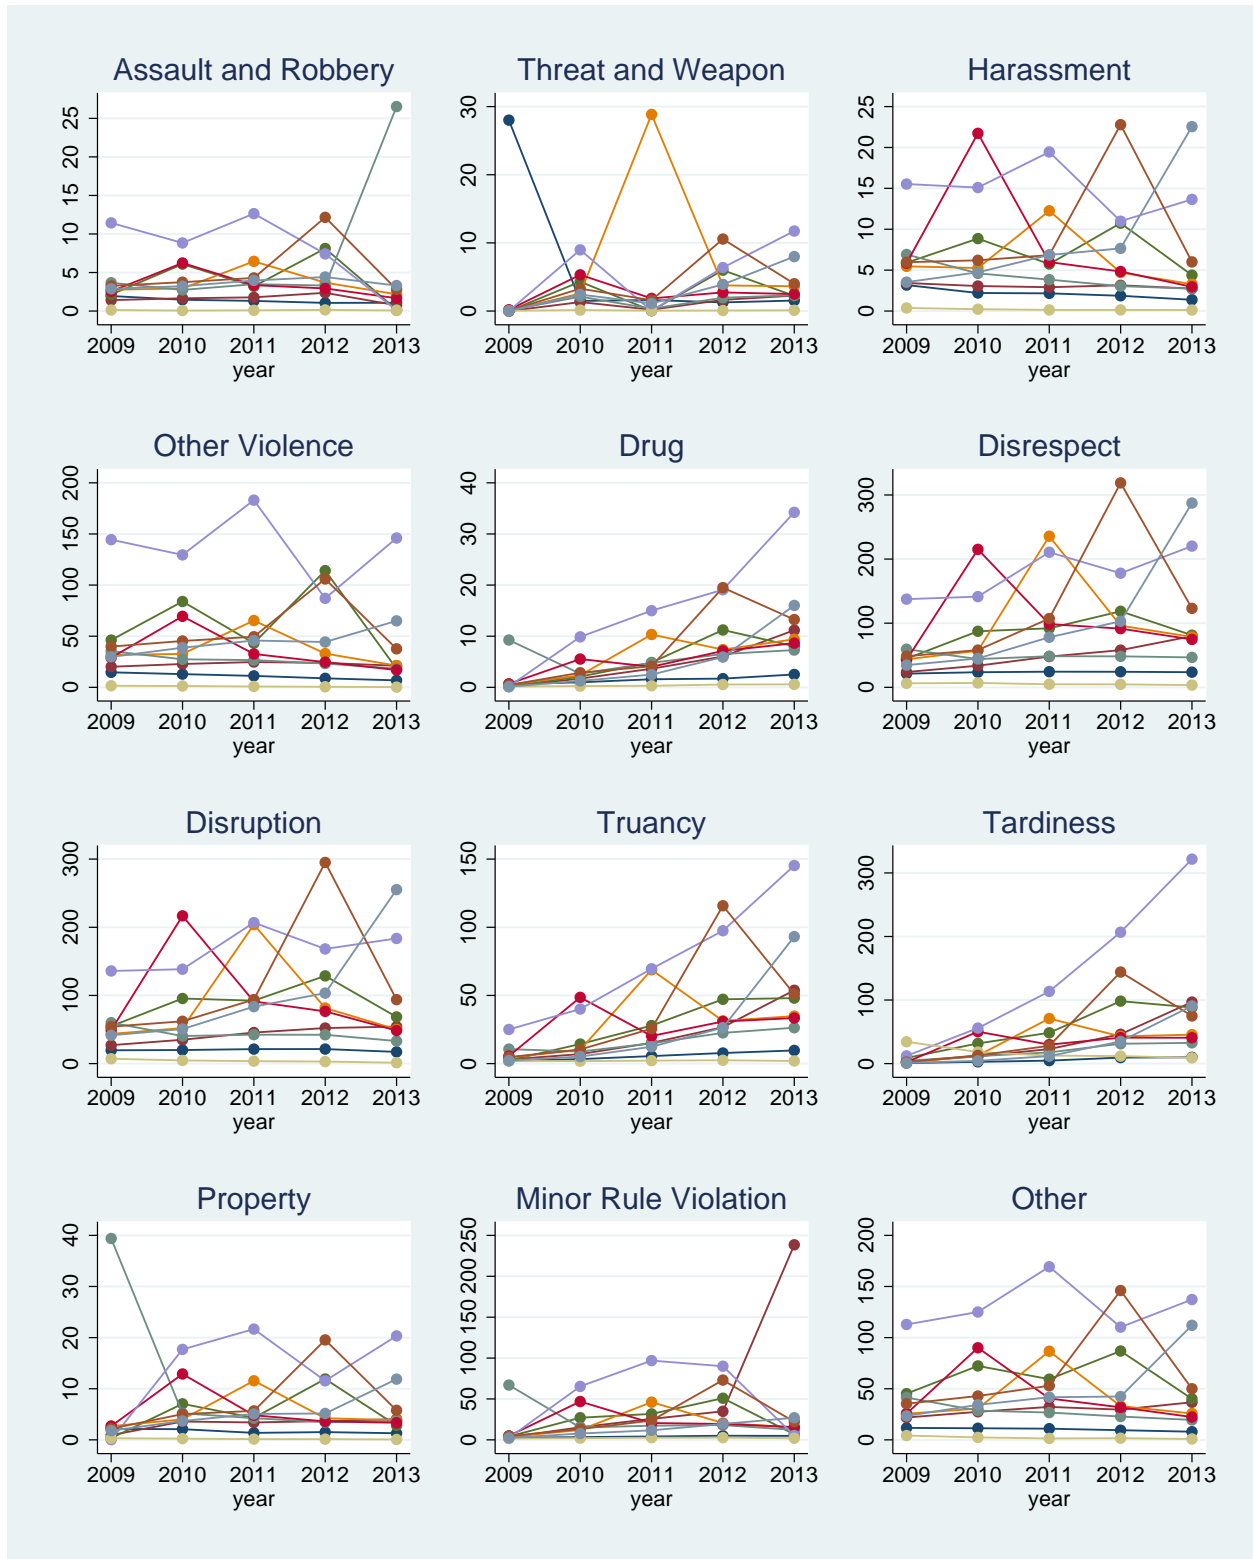 Assault and Robbery
0 5 10 15 20 25
2009 2010 2011 2012 2013
year
Threat and Weapon
0 10 20 30
2009 2010 2011 2012 2013
year
Harassment
0 5 10 15 20 25
2009 2010 2011 2012 2013
year
Other Violence
0 50 100 150 200
2009 2010 2011 2012 2013
year
Drug
0 10 20 30 40
2009 2010 2011 2012 2013
year
Disrespect
0 100 200 300
2009 2010 2011 2012 2013
year
Disruption
0 100 200 300
2009 2010 2011 2012 2013
year
Truancy
0 50 100 150
2009 2010 2011 2012 2013
year
Tardiness
0 100 200 300
2009 2010 2011 2012 2013
year
Property
0 10 20 30 40
2009 2010 2011 2012 2013
year
Minor Rule Violation
0 50 100 150 200 250
2009 2010 2011 2012 2013
year
Other
0 50 100 150 200
2009 2010 2011 2012 2013
year